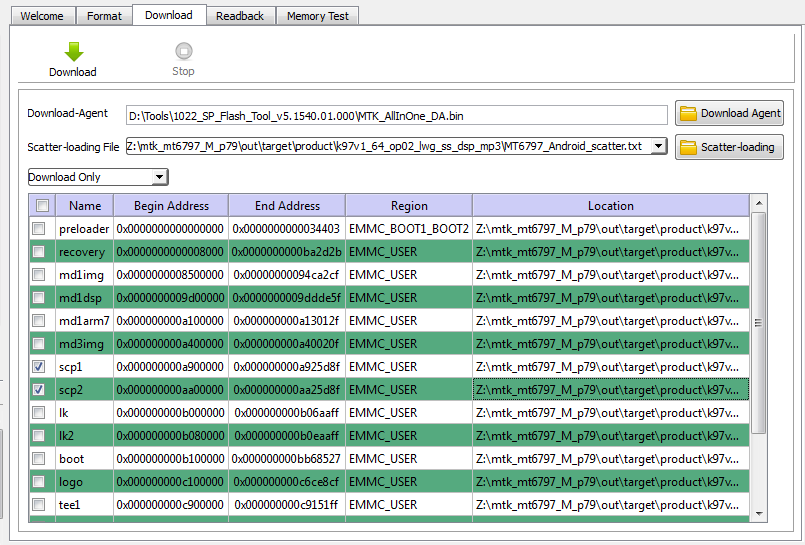 Welcome Format Download Readback Memory Test
Download Stop
Download-Agent D:\Tools\1022_SP_Flash_Tool_v5.1540.01.000\MTK_AllInOne_DA.bin Download Agent
Scatter-loading File Z:\mtk_mt6797_M_p79\out\target\product\k97v1_64_op02_lwg_ss_dsp_mp3\MT6797_Android_scatter.txt Scatter-loading
Download Only
Name Begin Address End Address Region Location
preloader 0x0000000000000000 0x0000000000034403 EMMC_BOOT1_BOOT2 Z:\mtk_mt6797_M_p79\out\target\product\k97v...
recovery 0x0000000000008000 0x0000000000ba2d2b EMMC_USER Z:\mtk_mt6797_M_p79\out\target\product\k97v...
md1img 0x0000000008500000 0x00000000094ca2cf EMMC_USER Z:\mtk_mt6797_M_p79\out\target\product\k97v...
md1dsp 0x0000000009d00000 0x0000000009ddde5f EMMC_USER Z:\mtk_mt6797_M_p79\out\target\product\k97v...
md1arm7 0x000000000a100000 0x000000000a13012f EMMC_USER Z:\mtk_mt6797_M_p79\out\target\product\k97v...
md3img 0x000000000a400000 0x000000000a40020f EMMC_USER Z:\mtk_mt6797_M_p79\out\target\product\k97v...
scp1 0x000000000a900000 0x000000000a925d8f EMMC_USER Z:\mtk_mt6797_M_p79\out\target\product\k97v...
scp2 0x000000000aa00000 0x000000000aa25d8f EMMC_USER Z:\mtk_mt6797_M_p79\out\target\product\k97v...
lk 0x000000000b000000 0x000000000b06aaff EMMC_USER Z:\mtk_mt6797_M_p79\out\target\product\k97v...
lk2 0x000000000b080000 0x000000000b0eaaff EMMC_USER Z:\mtk_mt6797_M_p79\out\target\product\k97v...
boot 0x000000000b100000 0x000000000bb68527 EMMC_USER Z:\mtk_mt6797_M_p79\out\target\product\k97v...
logo 0x000000000c100000 0x000000000c6ce8cf EMMC_USER Z:\mtk_mt6797_M_p79\out\target\product\k97v...
tee1 0x000000000c900000 0x000000000c9151ff EMMC_USER Z:\mtk_mt6797_M_p79\out\target\product\k97v...